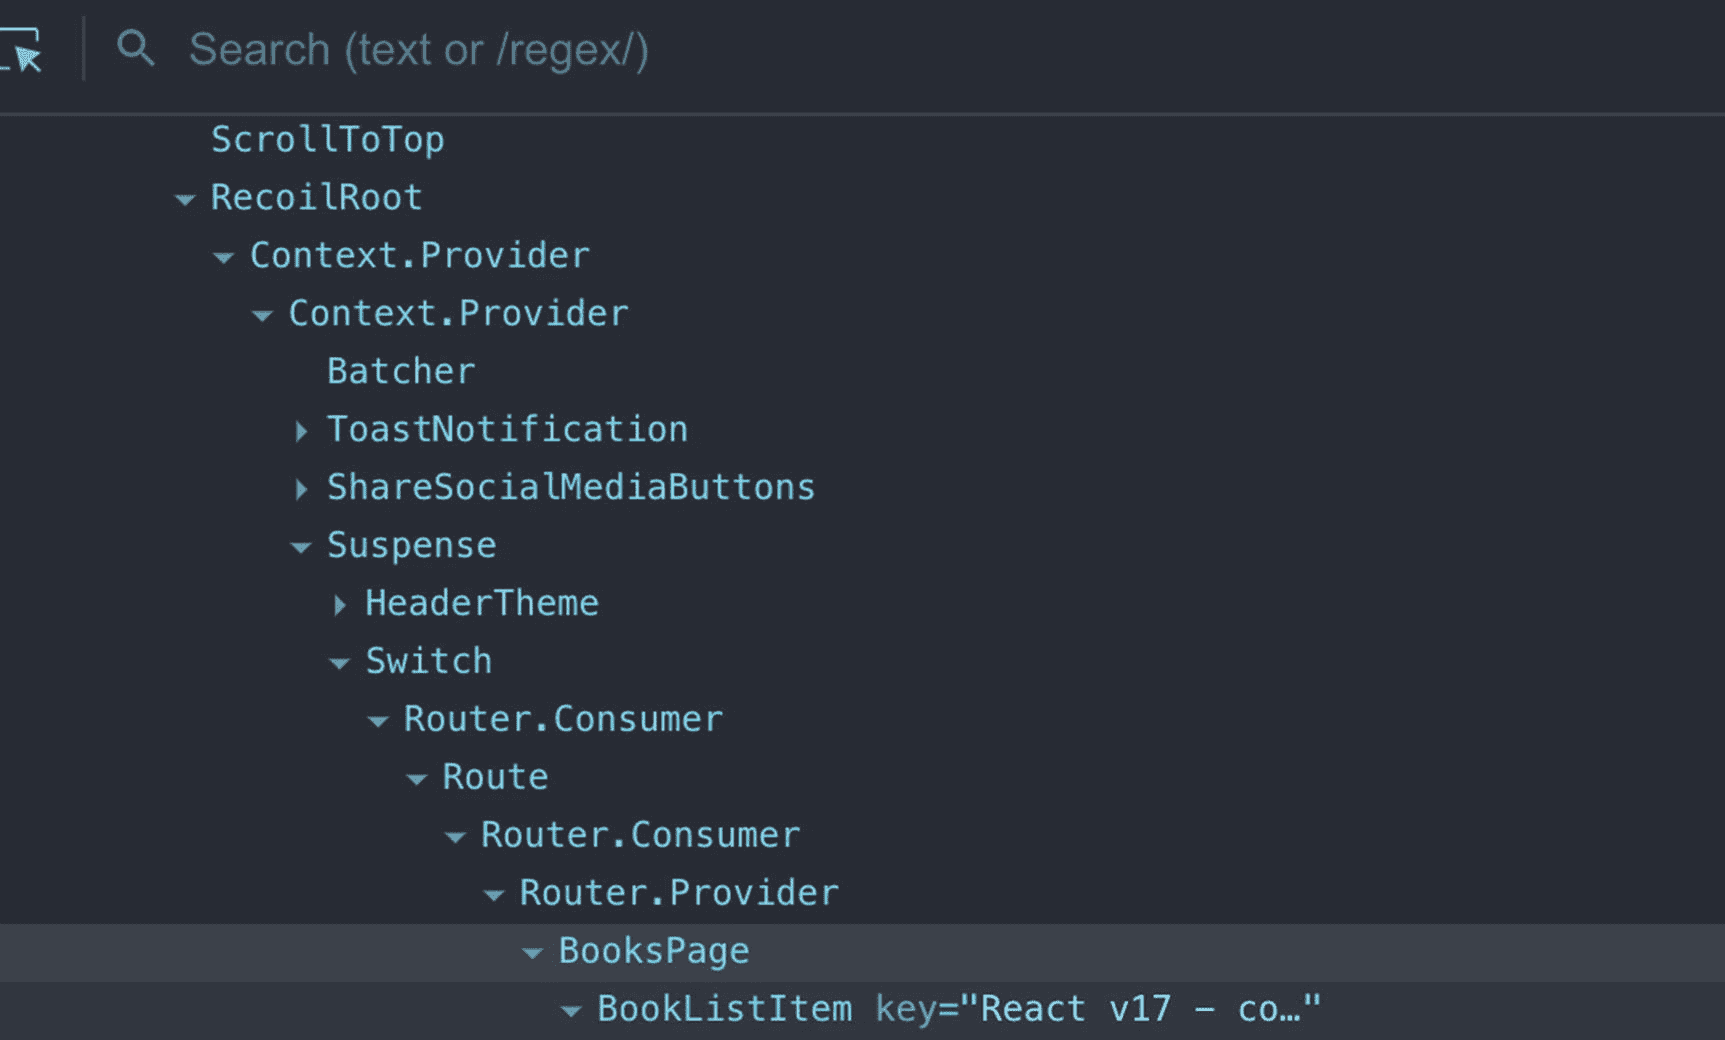 Search (text or /regex/)
ScrollToTop
RecoilRoot
Context.Provider
Context.Provider
Batcher
ToastNotification
ShareSocialMediaButtons
Suspense
HeaderTheme
Switch
Router.Consumer
Route
Router.Consumer
Router.Provider
BooksPage
BookListItem key="React v17 – co…"